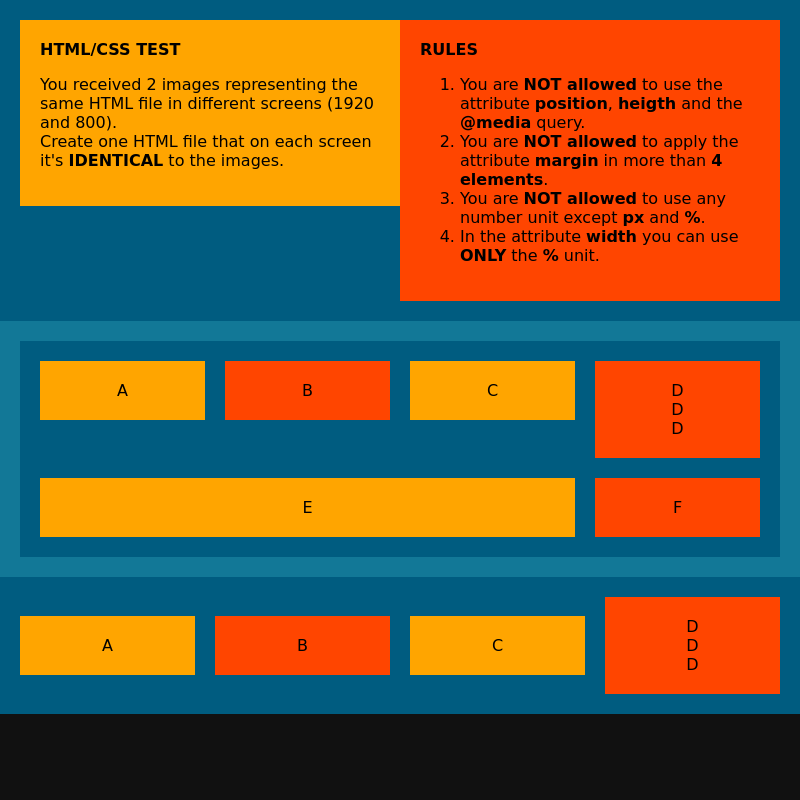 HTML/CSS TEST
You received 2 images representing the
same HTML file in different screens (1920
and 800).
Create one HTML file that on each screen
it's IDENTICAL to the images.
RULES
1. You are NOT allowed to use the
attribute position, heigth and the
@media query.
2. You are NOT allowed to apply the
attribute margin in more than 4
elements.
3. You are NOT allowed to use any
number unit except px and %.
4. In the attribute width you can use
ONLY the % unit.
A
B
C
D
D
D
E
F
A
B
C
D
D
D